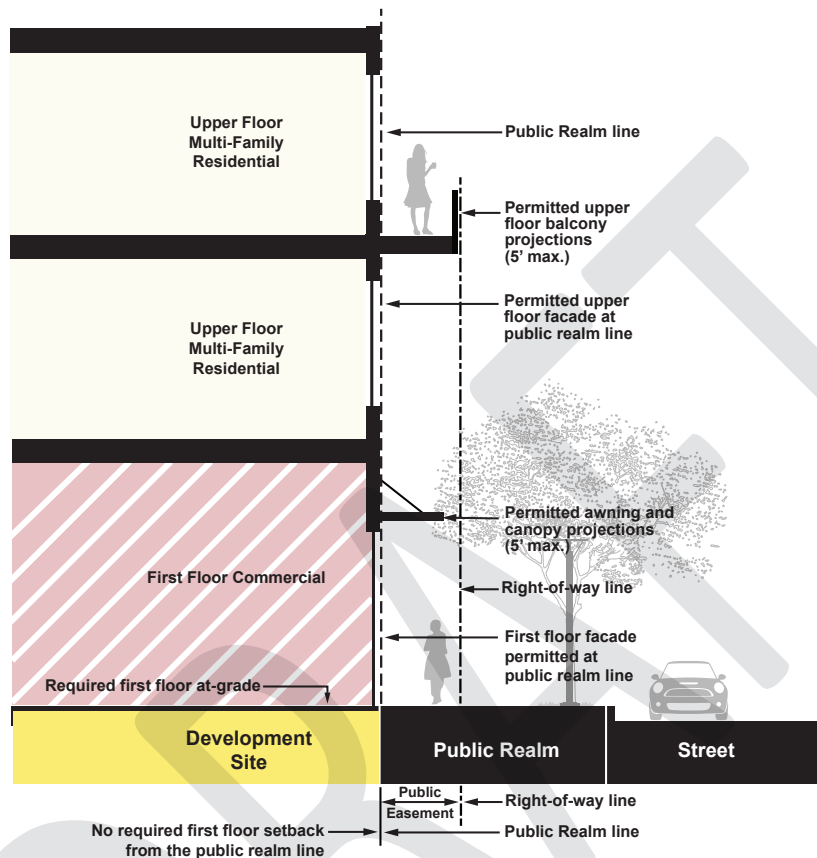 Upper Floor
Multi-Family
Residential
Public Realm line
Permitted upper
floor balcony
projections
(5' max.)
Permitted upper
floor facade at
public realm line
Upper Floor
Multi-Family
Residential
Permitted awning and
canopy projections
(5' max.)
First Floor Commercial
Right-of-way line
First floor facade
permitted at
public realm line
Required first floor at-grade
Development
Site
Public Realm
Street
Public
Easement
Right-of-way line
No required first floor setback
from the public realm line
Public Realm line
DRAFT